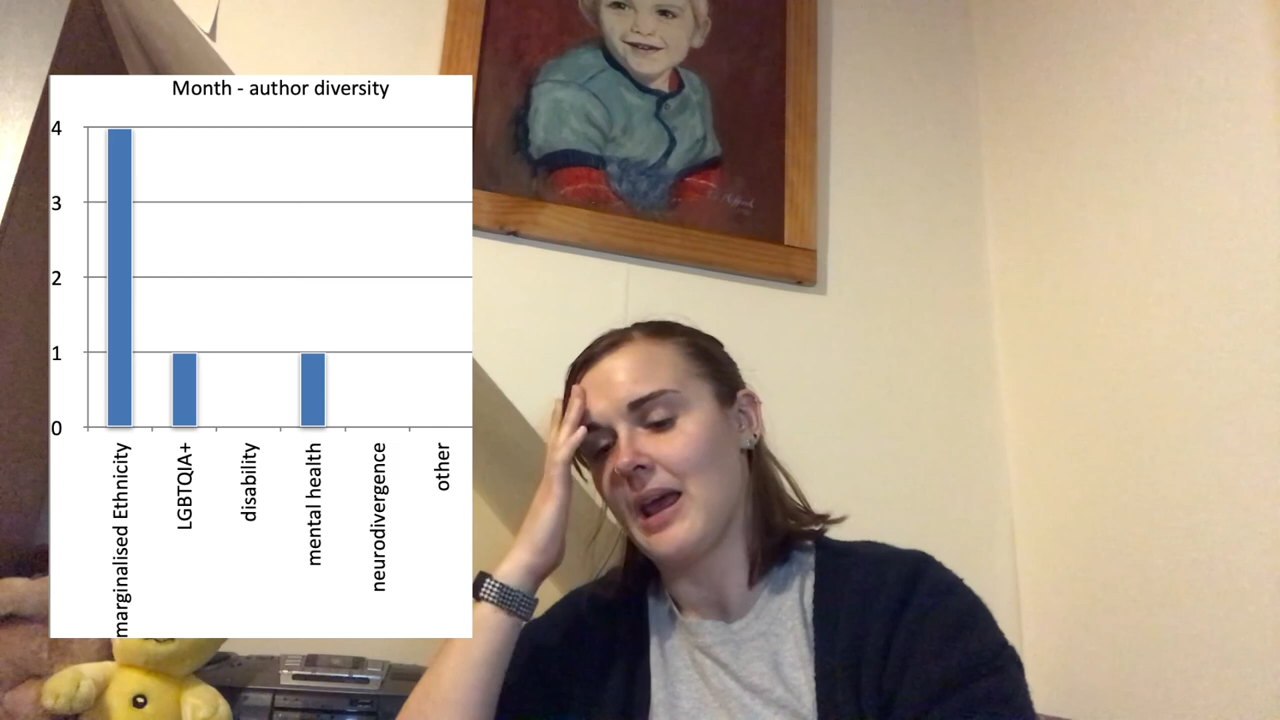 Month - author diversity
4
3
2
1
0
marginalised Ethnicity
LGBTQIA+
disability
mental health
neurodivergence
other